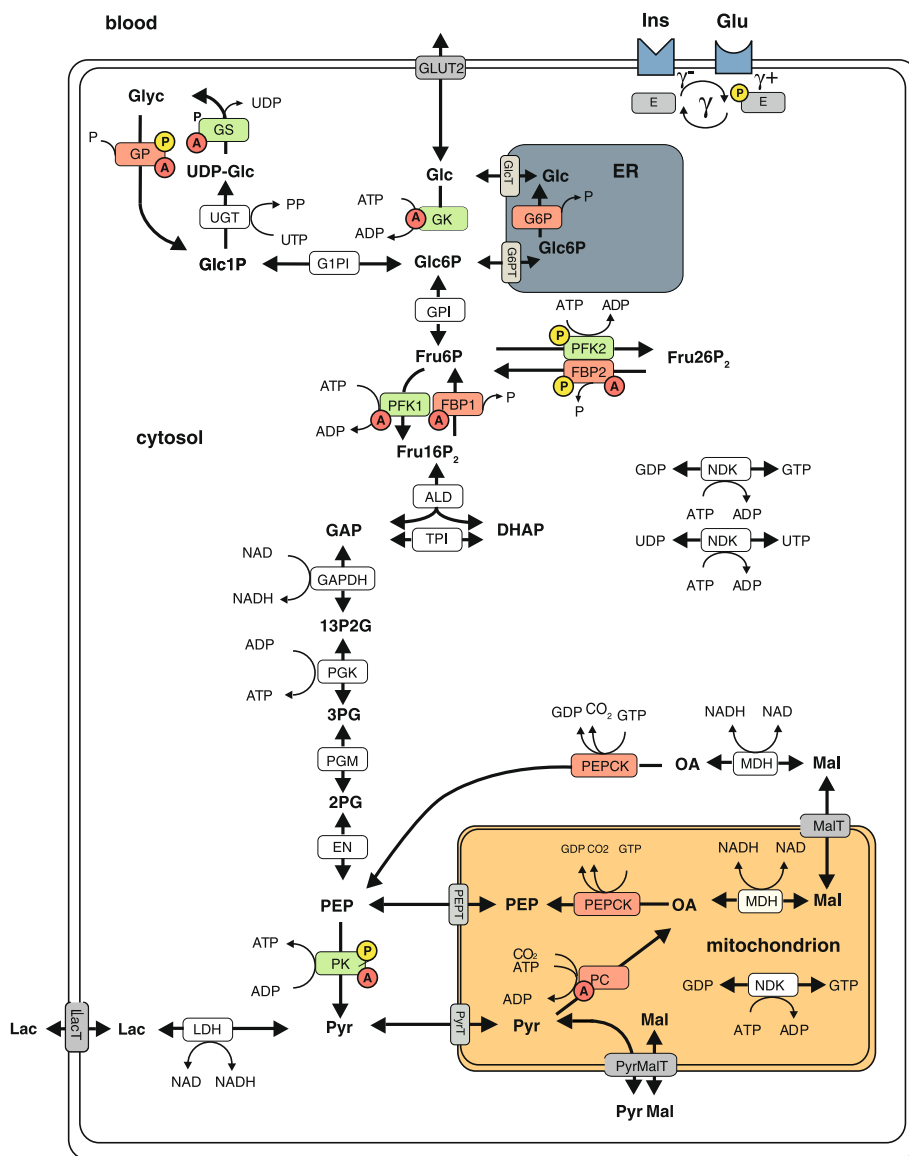 blood
Ins Glu
GLUT2
γ- γ+
E γ P E
Glyc
UDP
P
GS
A
P
GP
P
A
UDP-Glc
UGT
PP
UTP
Glc1P
G1PI
Glc
ATP
A
GK
ADP
Glc6P
GlcT
Glc
ER
G6P
P
Glc6P
G6PT
GPI
Fru6P
ATP ADP
P
PFK2
FBP2
P
A
P
Fru26P2
ATP
PFK1
A
ADP
FBP1
A
P
cytosol
Fru16P2
ALD
GAP
TPI
DHAP
GDP NDK GTP
ATP ADP
UDP NDK UTP
ATP ADP
NAD
GAPDH
NADH
13P2G
ADP
PGK
ATP
3PG
PGM
2PG
EN
GDP CO2 GTP
PEPCK
OA
NADH NAD
MDH
Mal
MalT
PEP
PEPT
PEP
GDP CO2 GTP
PEPCK
OA
NADH NAD
MDH
Mal
mitochondrion
ATP
PK
P
A
ADP
CO2
ATP
ADP
PC
A
GDP NDK GTP
ATP ADP
Lac
LacT
Lac
LDH
NAD NADH
Pyr
PyrT
Pyr
Mal
PyrMalT
Pyr Mal